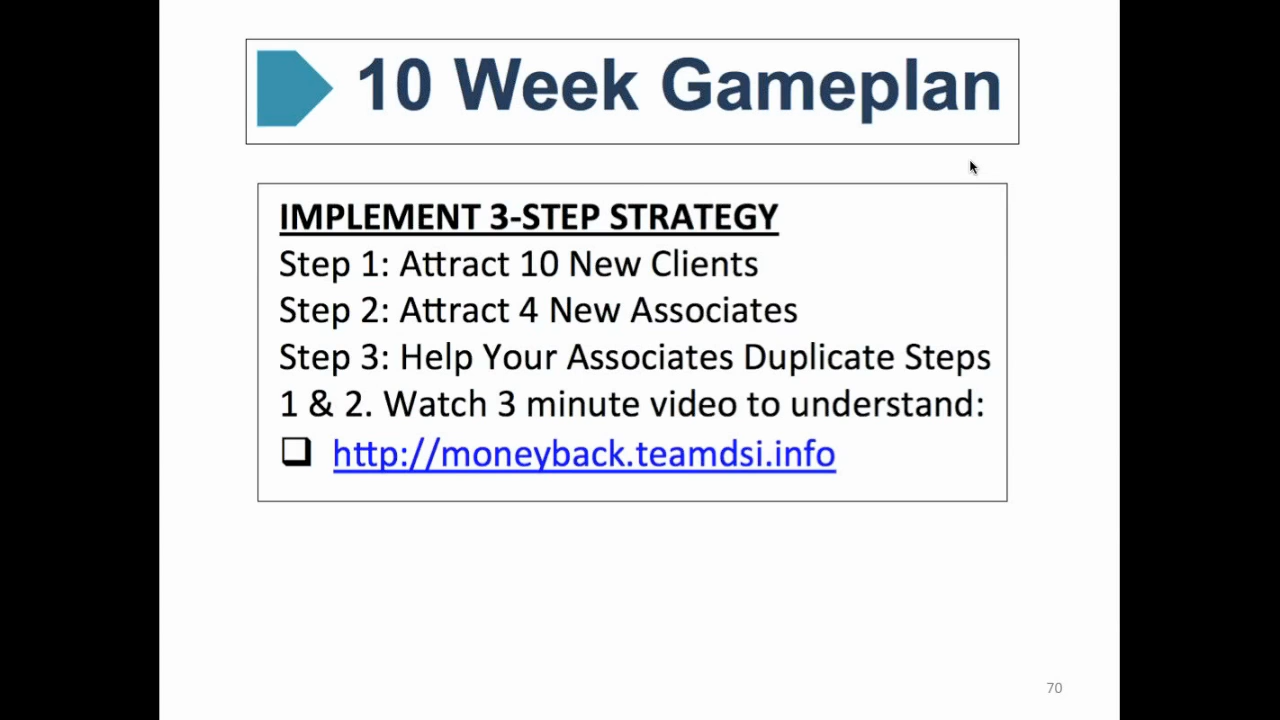 10 Week Gameplan
IMPLEMENT 3-STEP STRATEGY
Step 1: Attract 10 New Clients
Step 2: Attract 4 New Associates
Step 3: Help Your Associates Duplicate Steps
1 & 2. Watch 3 minute video to understand:
http://moneyback.teamdsi.info
70